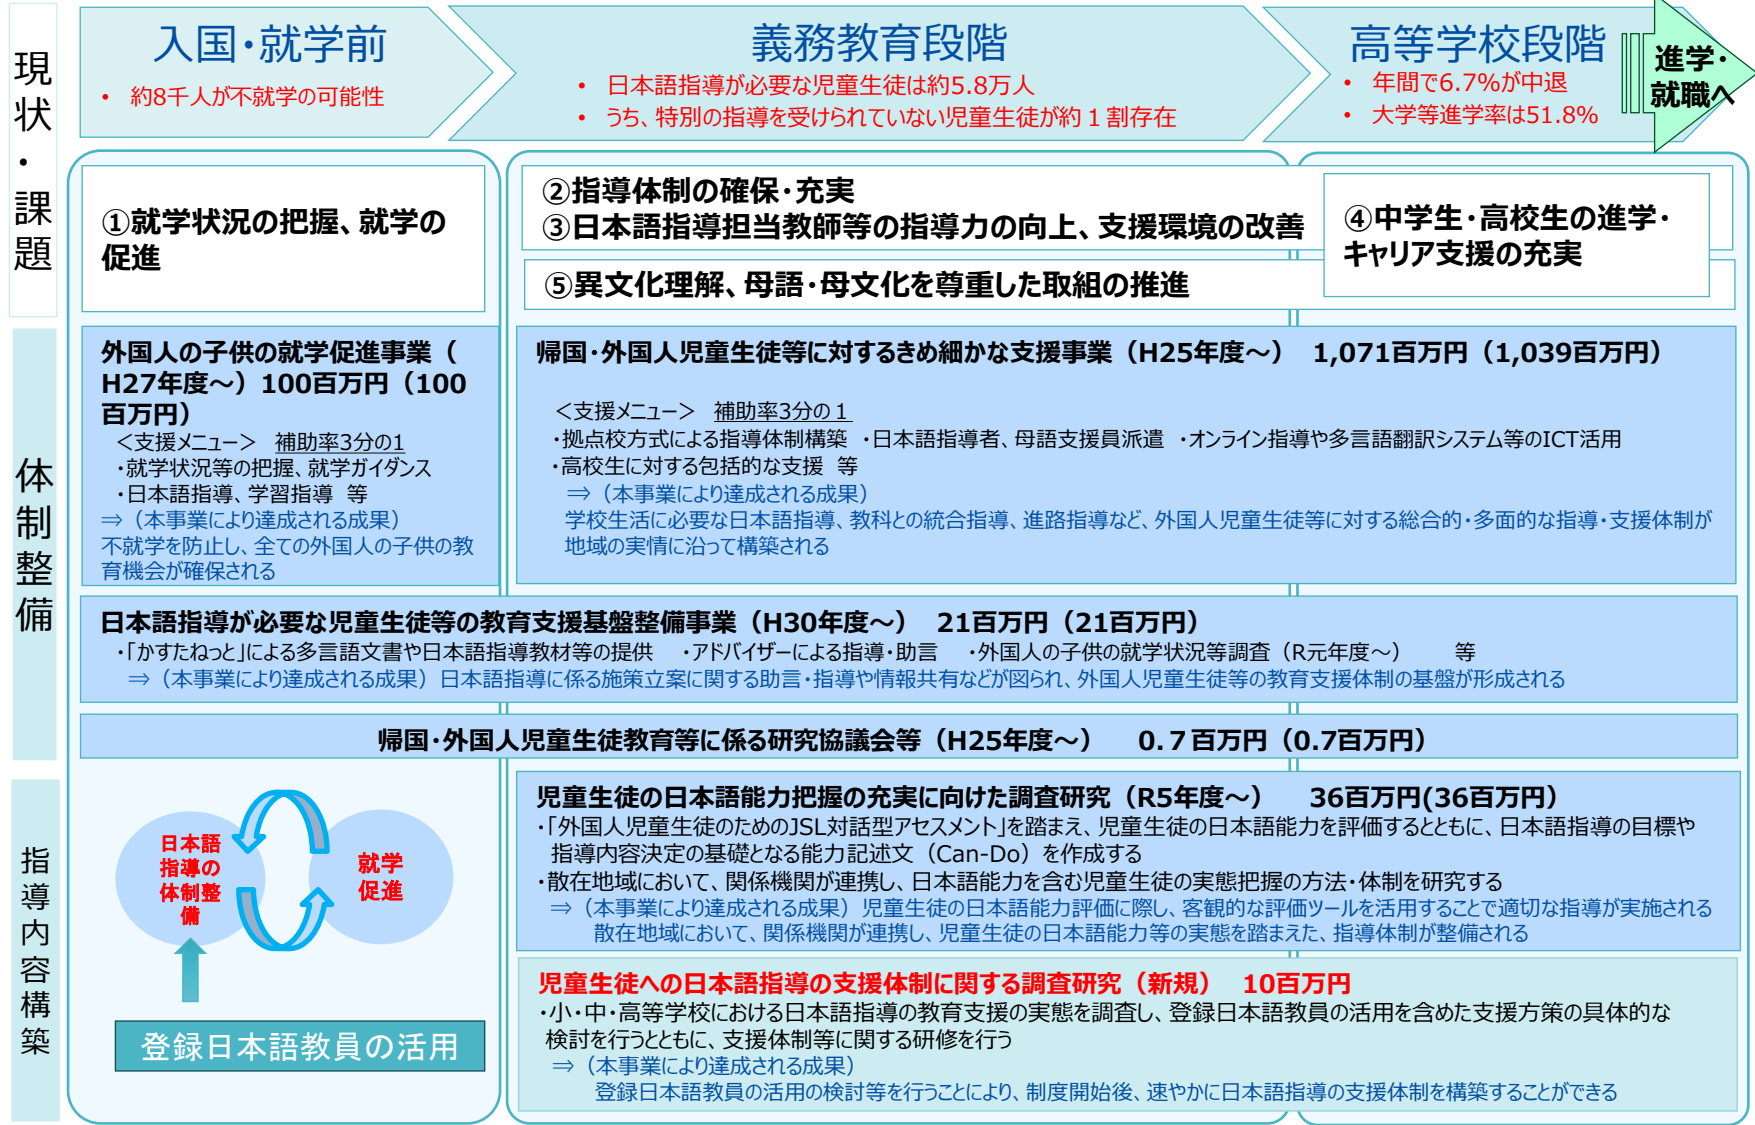 現状・課題
入国・就学前
・ 約8千人が不就学の可能性
義務教育段階
・ 日本語指導が必要な児童生徒は約5.8万人
・ うち、特別の指導を受けられていない児童生徒が約１割存在
高等学校段階
・ 年間で6.7%が中退
・ 大学等進学率は51.8%
進学・
就職へ
①就学状況の把握、就学の
促進
②指導体制の確保・充実
③日本語指導担当教師等の指導力の向上、支援環境の改善
④中学生・高校生の進学・
キャリア支援の充実
⑤異文化理解、母語・母文化を尊重した取組の推進
体制整備
外国人の子供の就学促進事業（
H27年度～）100百万円（100
百万円）
＜支援メニュー＞ 補助率3分の1
・就学状況等の把握、就学ガイダンス
・日本語指導、学習指導 等
⇒（本事業により達成される成果）
不就学を防止し、全ての外国人の子供の教
育機会が確保される
帰国・外国人児童生徒等に対するきめ細かな支援事業（H25年度～） 1,071百万円（1,039百万円）
＜支援メニュー＞ 補助率3分の１
・拠点校方式による指導体制構築 ・日本語指導者、母語支援員派遣 ・オンライン指導や多言語翻訳システム等のICT活用
・高校生に対する包括的な支援 等
⇒（本事業により達成される成果）
学校生活に必要な日本語指導、教科との統合指導、進路指導など、外国人児童生徒等に対する総合的・多面的な指導・支援体制が
地域の実情に沿って構築される
日本語指導が必要な児童生徒等の教育支援基盤整備事業（H30年度～） 21百万円（21百万円）
・「かすたねっと」による多言語文書や日本語指導教材等の提供 ・アドバイザーによる指導・助言 ・外国人の子供の就学状況等調査（R元年度～） 等
⇒（本事業により達成される成果）日本語指導に係る施策立案に関する助言・指導や情報共有などが図られ、外国人児童生徒等の教育支援体制の基盤が形成される
帰国・外国人児童生徒教育等に係る研究協議会等（H25年度～） 0.７百万円（0.7百万円）
指導内容構築
日本語
指導の
体制整
備
就学
促進
登録日本語教員の活用
児童生徒の日本語能力把握の充実に向けた調査研究（R5年度～） 36百万円(36百万円）
・「外国人児童生徒のためのJSL対話型アセスメント」を踏まえ、児童生徒の日本語能力を評価するとともに、日本語指導の目標や
指導内容決定の基礎となる能力記述文（Can-Do）を作成する
・散在地域において、関係機関が連携し、日本語能力を含む児童生徒の実態把握の方法・体制を研究する
⇒（本事業により達成される成果）児童生徒の日本語能力評価に際し、客観的な評価ツールを活用することで適切な指導が実施される
散在地域において、関係機関が連携し、児童生徒の日本語能力等の実態を踏まえた、指導体制が整備される
児童生徒への日本語指導の支援体制に関する調査研究（新規） 10百万円
・小・中・高等学校における日本語指導の教育支援の実態を調査し、登録日本語教員の活用を含めた支援方策の具体的な
検討を行うとともに、支援体制等に関する研修を行う
⇒（本事業により達成される成果）
登録日本語教員の活用の検討等を行うことにより、制度開始後、速やかに日本語指導の支援体制を構築することができる